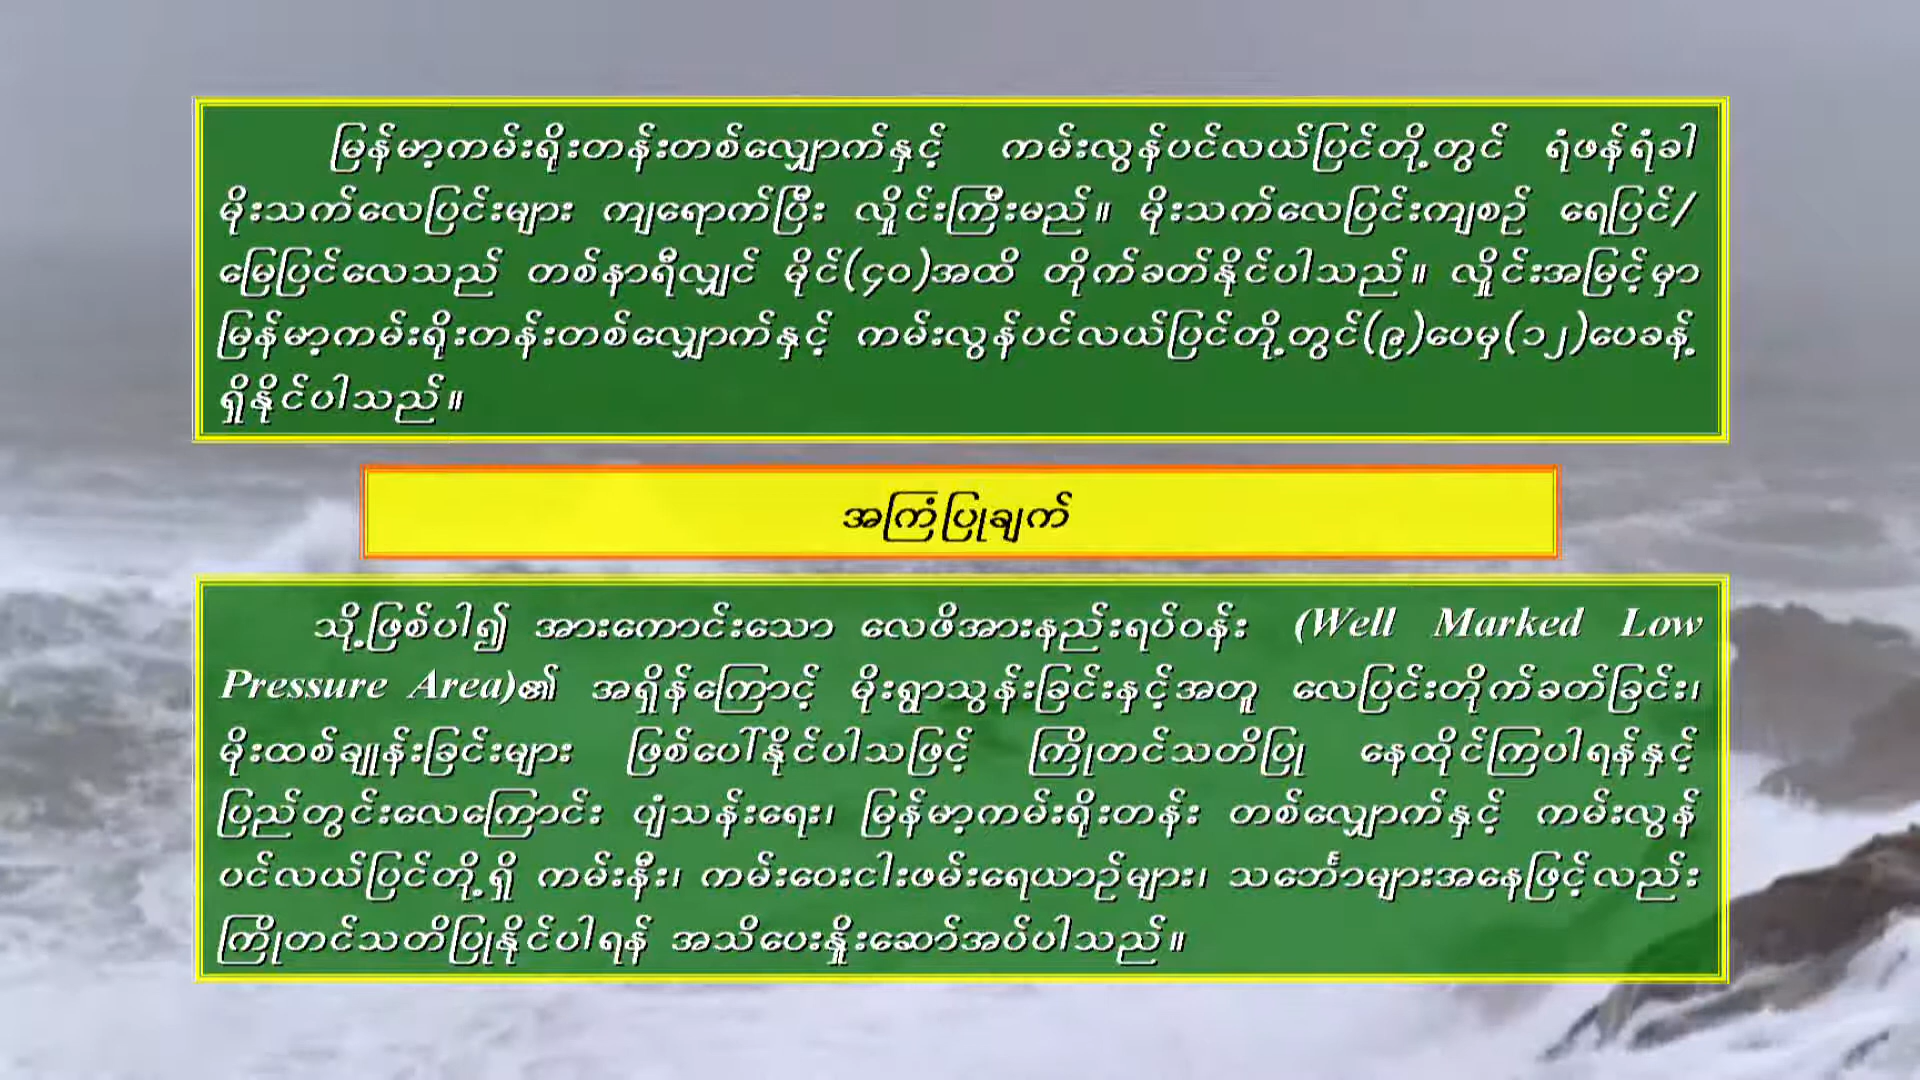 မြန်မာ့ကမ်းရိုးတန်းတစ်လျှောက်နှင့် ကမ်းလွန်ပင်လယ်ပြင်တို့တွင် ရံဖန်ရံခါ
မိုးသက်လေပြင်းများ ကျရောက်ပြီး လှိုင်းကြီးမည်။ မိုးသက်လေပြင်းကျစဉ် ရေပြင်/
မြေပြင်လေသည် တစ်နာရီလျှင် မိုင်(၄၀)အထိ တိုက်ခတ်နိုင်ပါသည်။ လှိုင်းအမြင့်မှာ
မြန်မာ့ကမ်းရိုးတန်းတစ်လျှောက်နှင့် ကမ်းလွန်ပင်လယ်ပြင်တို့တွင်(၉)ပေမှ(၁၂)ပေခန့်
ရှိနိုင်ပါသည်။
အကြံပြုချက်
သို့ဖြစ်ပါ၍ အားကောင်းသော လေဖိအားနည်းရပ်ဝန်း (Well Marked Low
Pressure Area)၏ အရှိန်ကြောင့် မိုးရွာသွန်းခြင်းနှင့်အတူ လေပြင်းတိုက်ခတ်ခြင်း၊
မိုးထစ်ချုန်းခြင်းများ ဖြစ်ပေါ်နိုင်ပါသဖြင့် ကြိုတင်သတိပြု နေထိုင်ကြပါရန်နှင့်
ပြည်တွင်းလေကြောင်း ပျံသန်းရေး၊ မြန်မာ့ကမ်းရိုးတန်း တစ်လျှောက်နှင့် ကမ်းလွန်
ပင်လယ်ပြင်တို့ရှိ ကမ်းနီး၊ ကမ်းဝေးငါးဖမ်းရေယာဉ်များ၊ သင်္ဘောများအနေဖြင့်လည်း
ကြိုတင်သတိပြုနိုင်ပါရန် အသိပေးနှိုးဆော်အပ်ပါသည်။